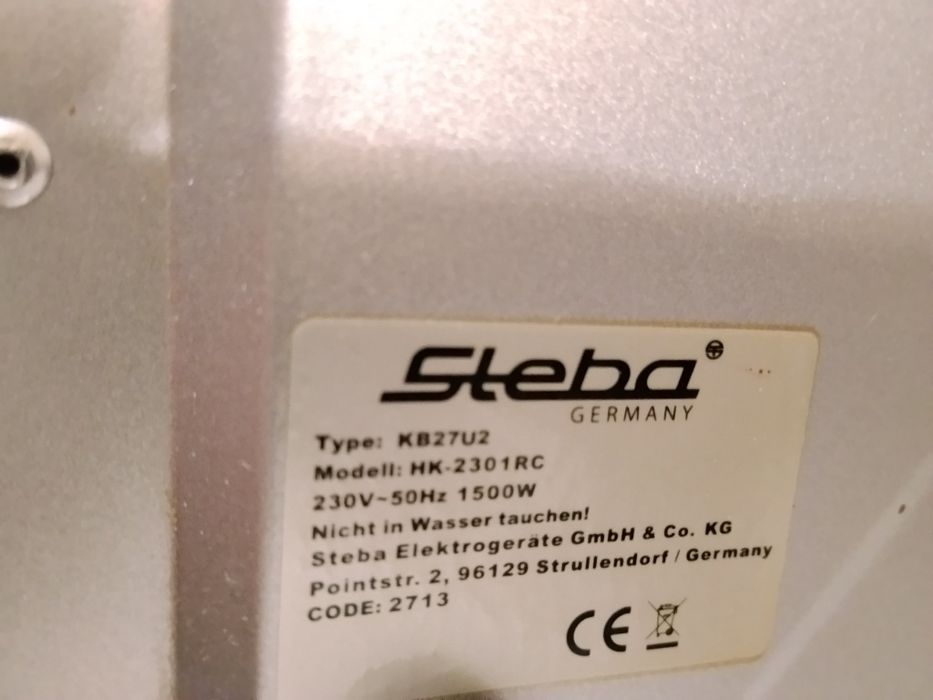 Steba
GERMANY
Type: KB27U2
Modell: HK-2301RC
230V~50Hz 1500W
Nicht in Wasser tauchen!
Steba Elektrogeräte GmbH & Co. KG
Pointstr. 2, 96129 Strullendorf / Germany
CODE: 2713
CE